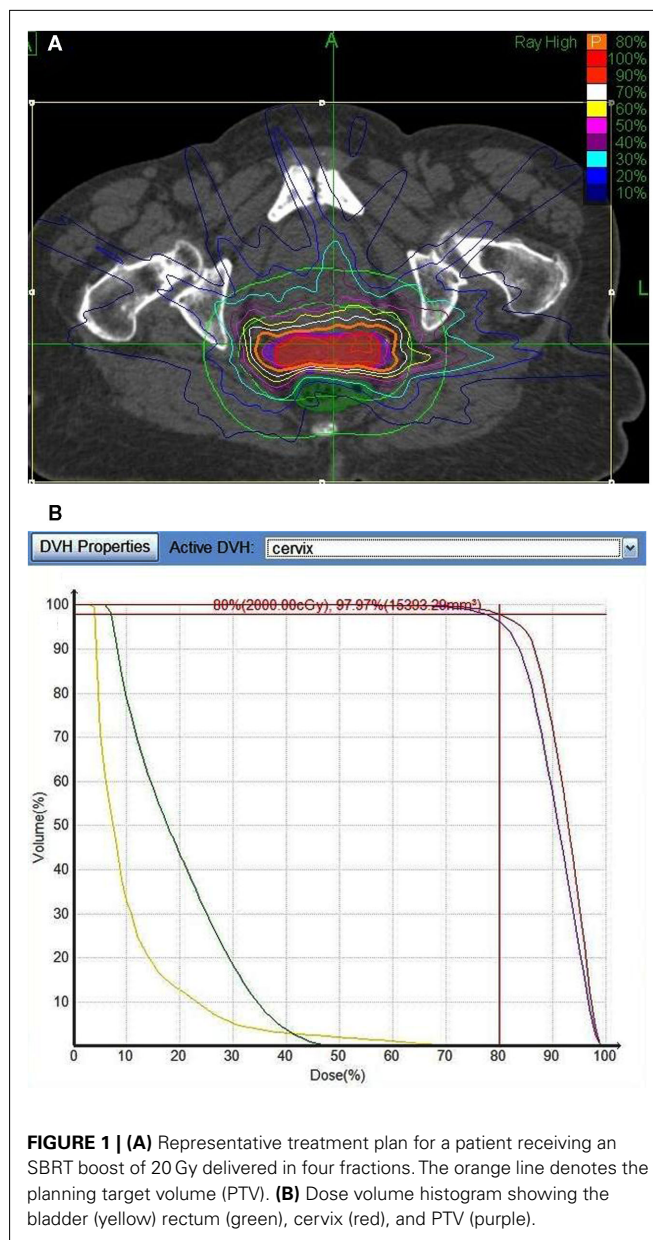 A
A
Ray High
P 80%
100%
90%
70%
60%
50%
40%
30%
20%
10%
L
B
DVH Properties Active DVH: cervix
80%(2000.00cGy), 97.97%(15393.29mm³)
100
90
80
70
60
50
40
30
20
10
Volume(%)
0 10 20 30 40 50 60 70 80 90 100
Dose(%)
FIGURE 1 | (A) Representative treatment plan for a patient receiving an
SBRT boost of 20 Gy delivered in four fractions. The orange line denotes the
planning target volume (PTV). (B) Dose volume histogram showing the
bladder (yellow) rectum (green), cervix (red), and PTV (purple).